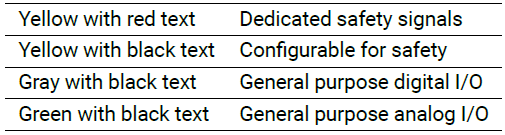 Yellow with red text Dedicated safety signals
Yellow with black text Configurable for safety
Gray with black text General purpose digital I/O
Green with black text General purpose analog I/O